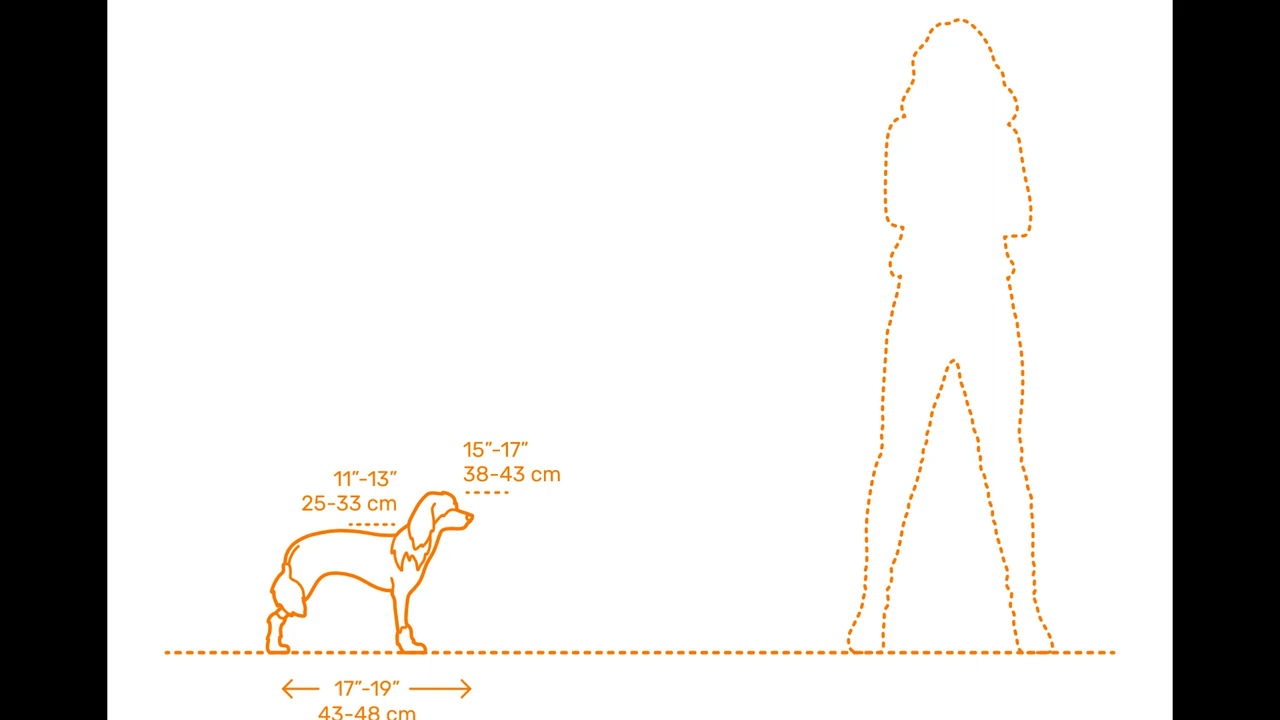 15”-17”
38-43 cm
11”-13”
25-33 cm
17”-19”
43-48 cm